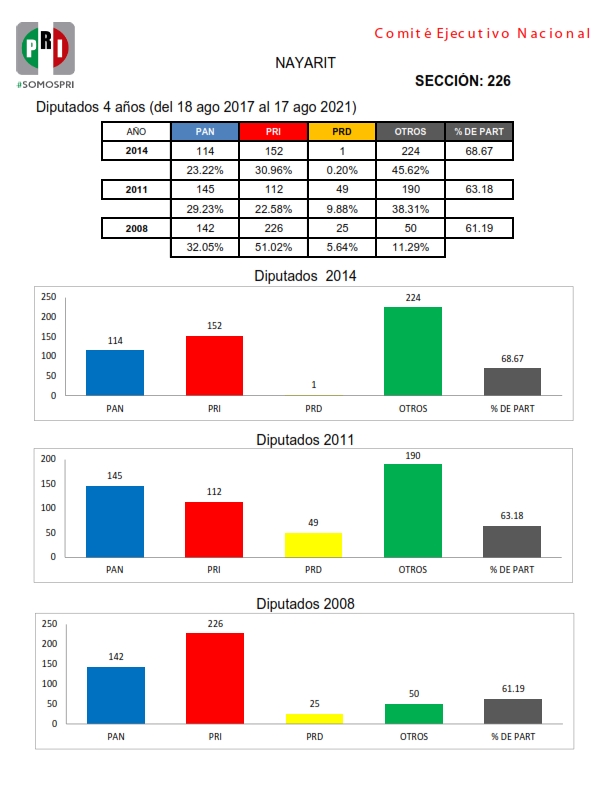 Comité Ejecutivo Nacional
PRI
#SOMOSPRI
NAYARIT
SECCIÓN: 226
Diputados 4 años (del 18 ago 2017 al 17 ago 2021)
AÑO PAN PRI PRD OTROS % DE PART
2014 114 152 1 224 68.67
23.22% 30.96% 0.20% 45.62%
2011 145 112 49 190 63.18
29.23% 22.58% 9.88% 38.31%
2008 142 226 25 50 61.19
32.05% 51.02% 5.64% 11.29%
Diputados 2014
250
200
150
100
50
0
114 152 1 224 68.67
PAN PRI PRD OTROS % DE PART
Diputados 2011
200
150
100
50
0
145 112 49 190 63.18
PAN PRI PRD OTROS % DE PART
Diputados 2008
250
200
150
100
50
0
142 226 25 50 61.19
PAN PRI PRD OTROS % DE PART